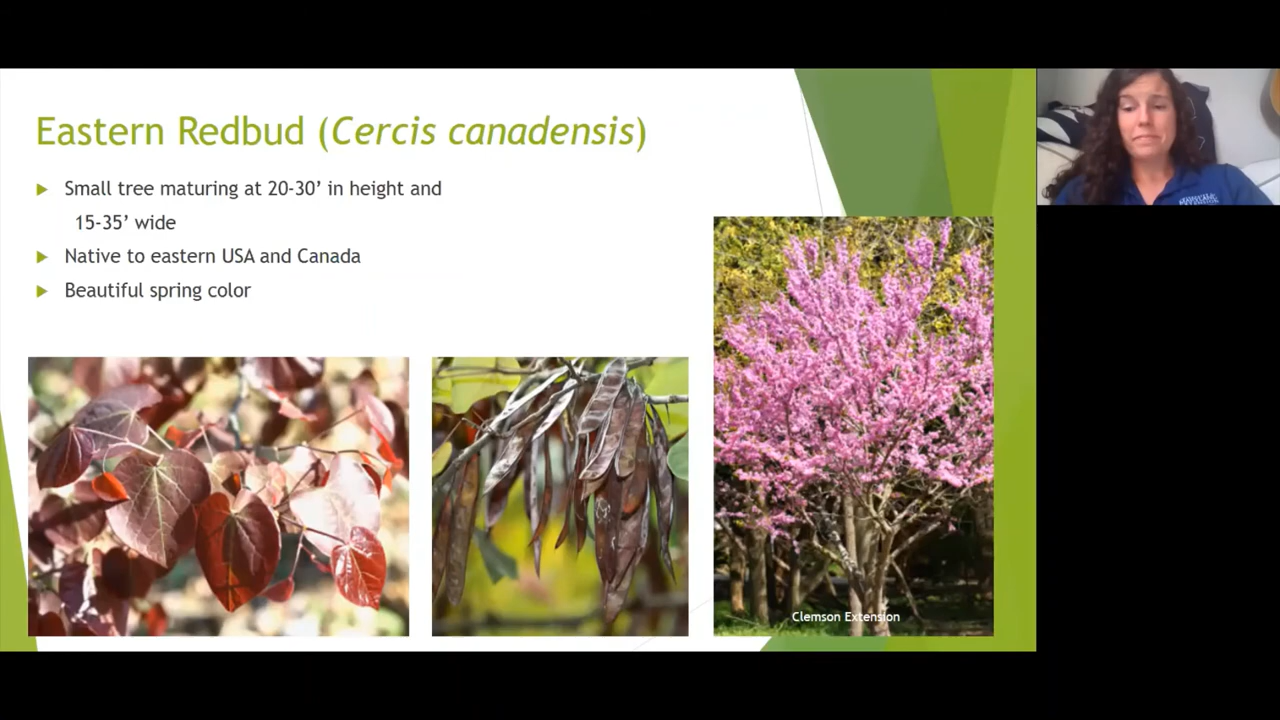 Eastern Redbud (Cercis canadensis)
Small tree maturing at 20-30’ in height and
15-35’ wide
Native to eastern USA and Canada
Beautiful spring color
Clemson Extension